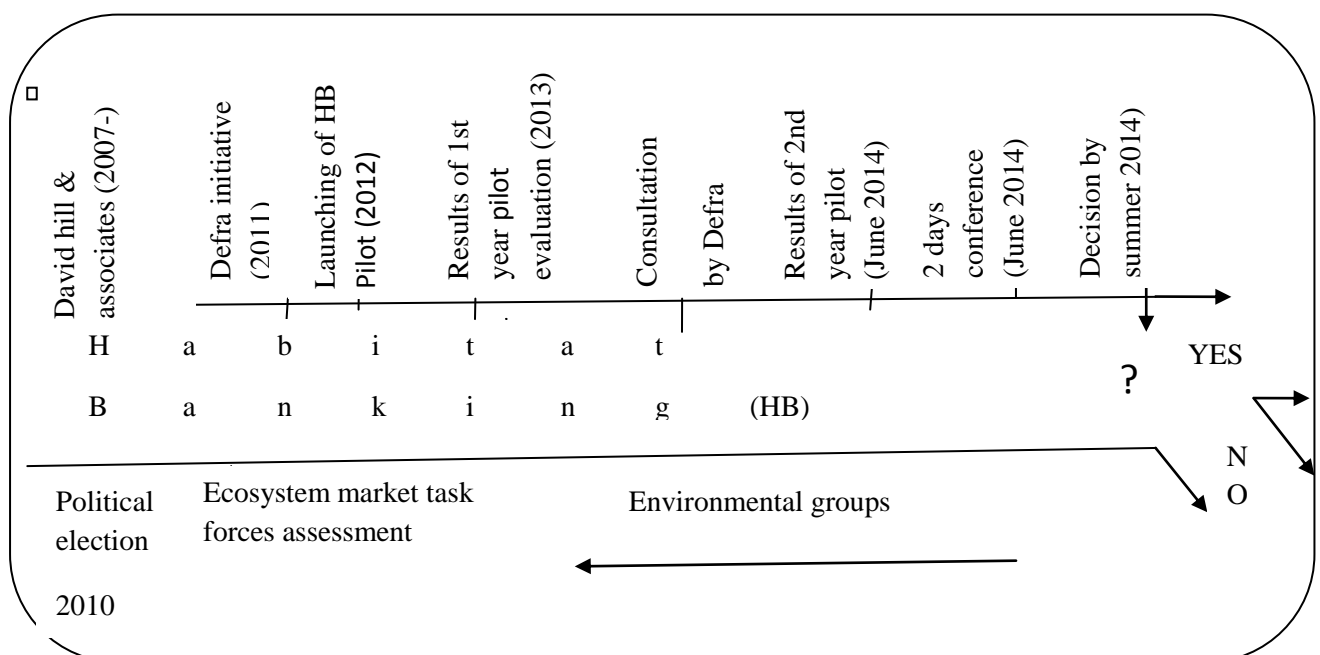 David hill &
associates (2007-)
Defra initiative
(2011)
Launching of HB
Pilot (2012)
Results of 1st
year pilot
evaluation (2013)
Consultation
by Defra
Results of 2nd
year pilot
(June 2014)
2 days
conference
(June 2014)
Decision by
summer 2014)
H a b i t a t
YES
?
B a n k i n g (HB)
N
O
Political
election
2010
Ecosystem market task
forces assessment
Environmental groups